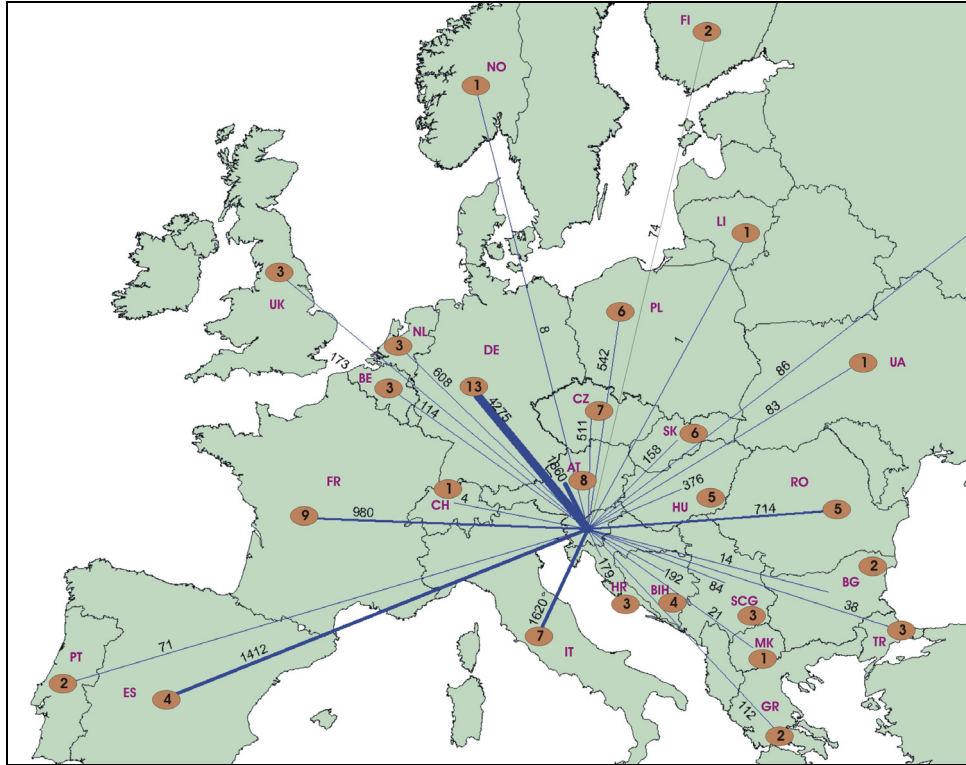 FI
2
NO
1
74
LI
1
3
UK
8
6
PL
1
NL
3
DE
173
608
542
86
1
UA
BE
3
114
13
4275
CZ
7
511
83
SK
6
158
AT
1860
8
FR
1
CH
4
376
HU
5
RO
9
980
714
5
14
2
BG
179
HR
3
192
BIH
4
84
21
SCG
3
38
3
TR
1620
7
IT
MK
1
71
1412
PT
2
ES
4
112
GR
2